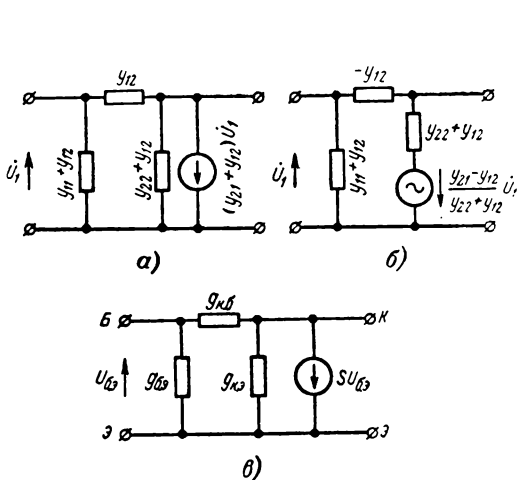 y12
-y12
U̇1
y11+y12
y22+y12
(y21+y12)U̇1
U̇1
y11+y12
y22+y12
y21-y12
y22+y12
U̇1
а)
б)
Б
gкб
К
Uбэ
gбэ
gкэ
SUбэ
Э
Э
в)